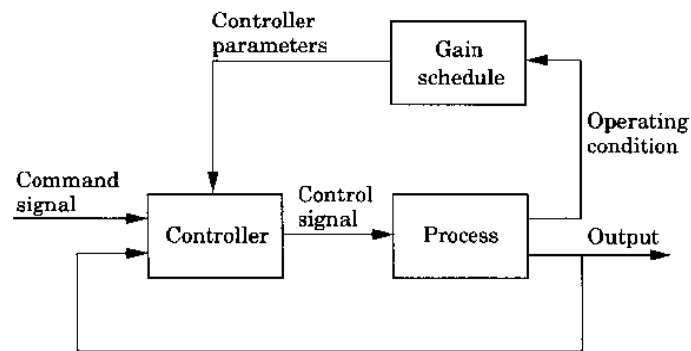 Controller
parameters
Gain
schedule
Operating
condition
Command
signal
Controller
Control
signal
Process
Output